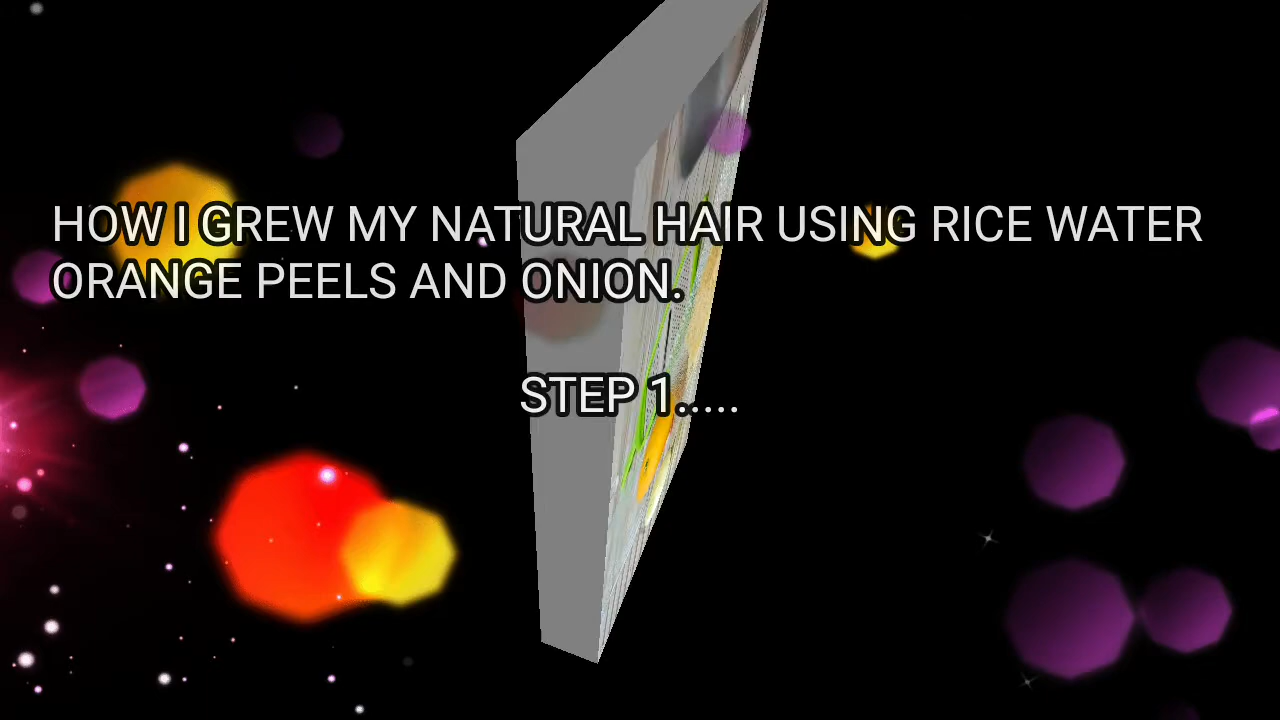 HOW I GREW MY NATURAL HAIR USING RICE WATER
ORANGE PEELS AND ONION.
STEP 1.....